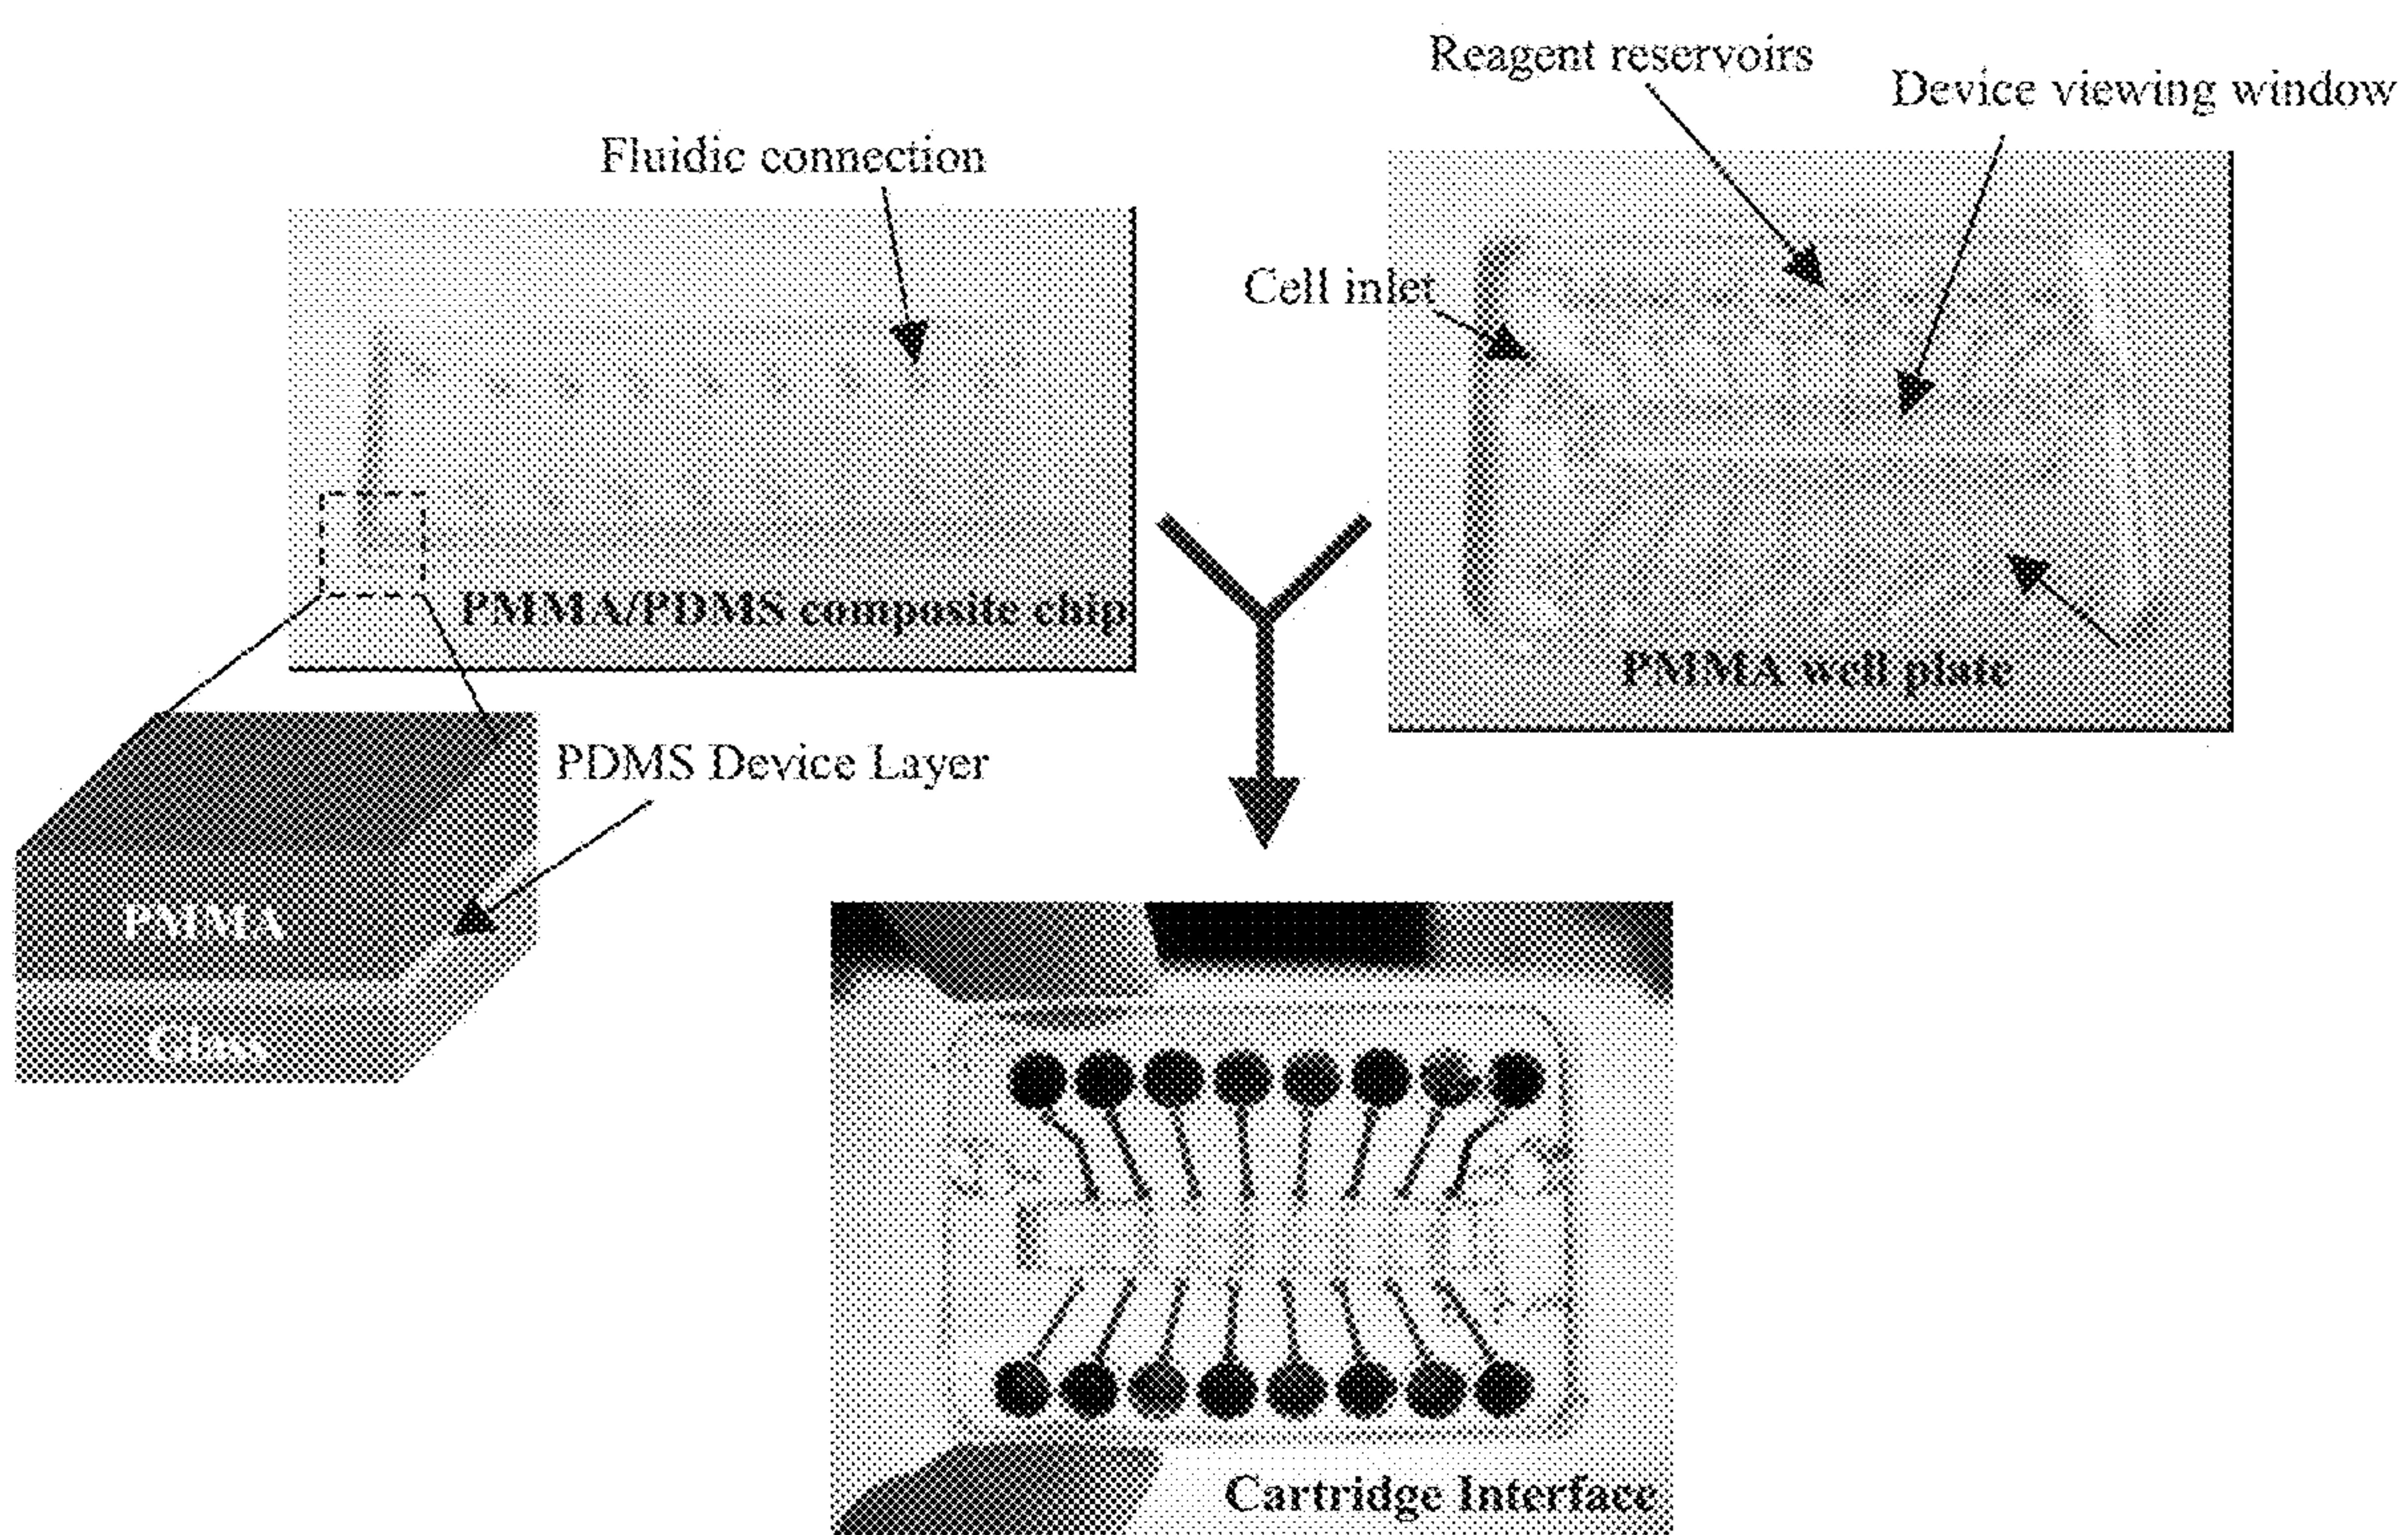 Reagent reservoirs
Device viewing window
Fluidic connection
Cell inlet
PMMA/PDMS composite chip
PMMA well plate
PDMS Device Layer
PMMA
Glass
Cartridge Interface